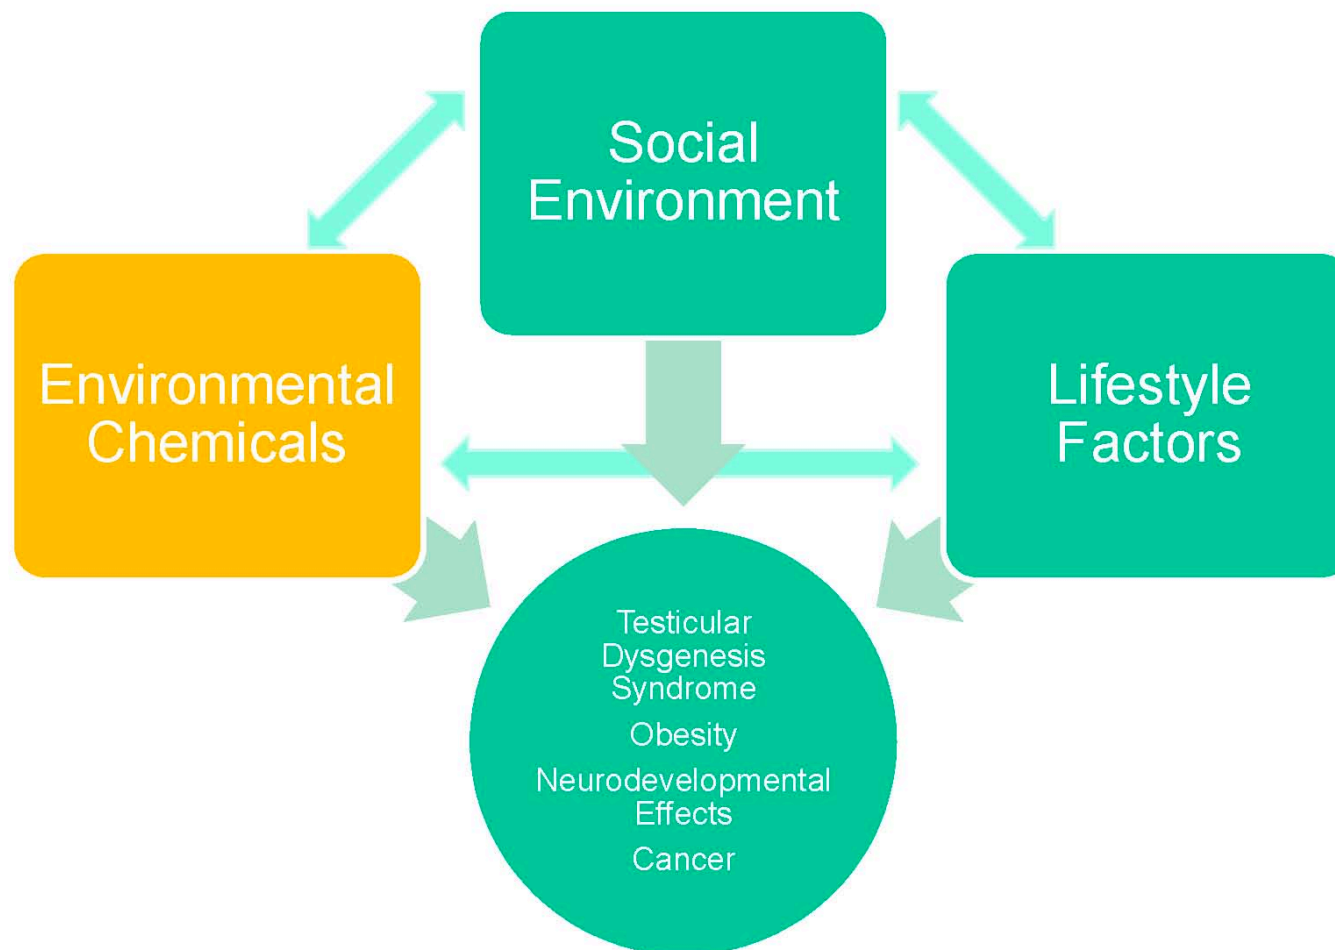 Social
Environment
Environmental
Chemicals
Lifestyle
Factors
Testicular
Dysgenesis
Syndrome
Obesity
Neurodevelopmental
Effects
Cancer